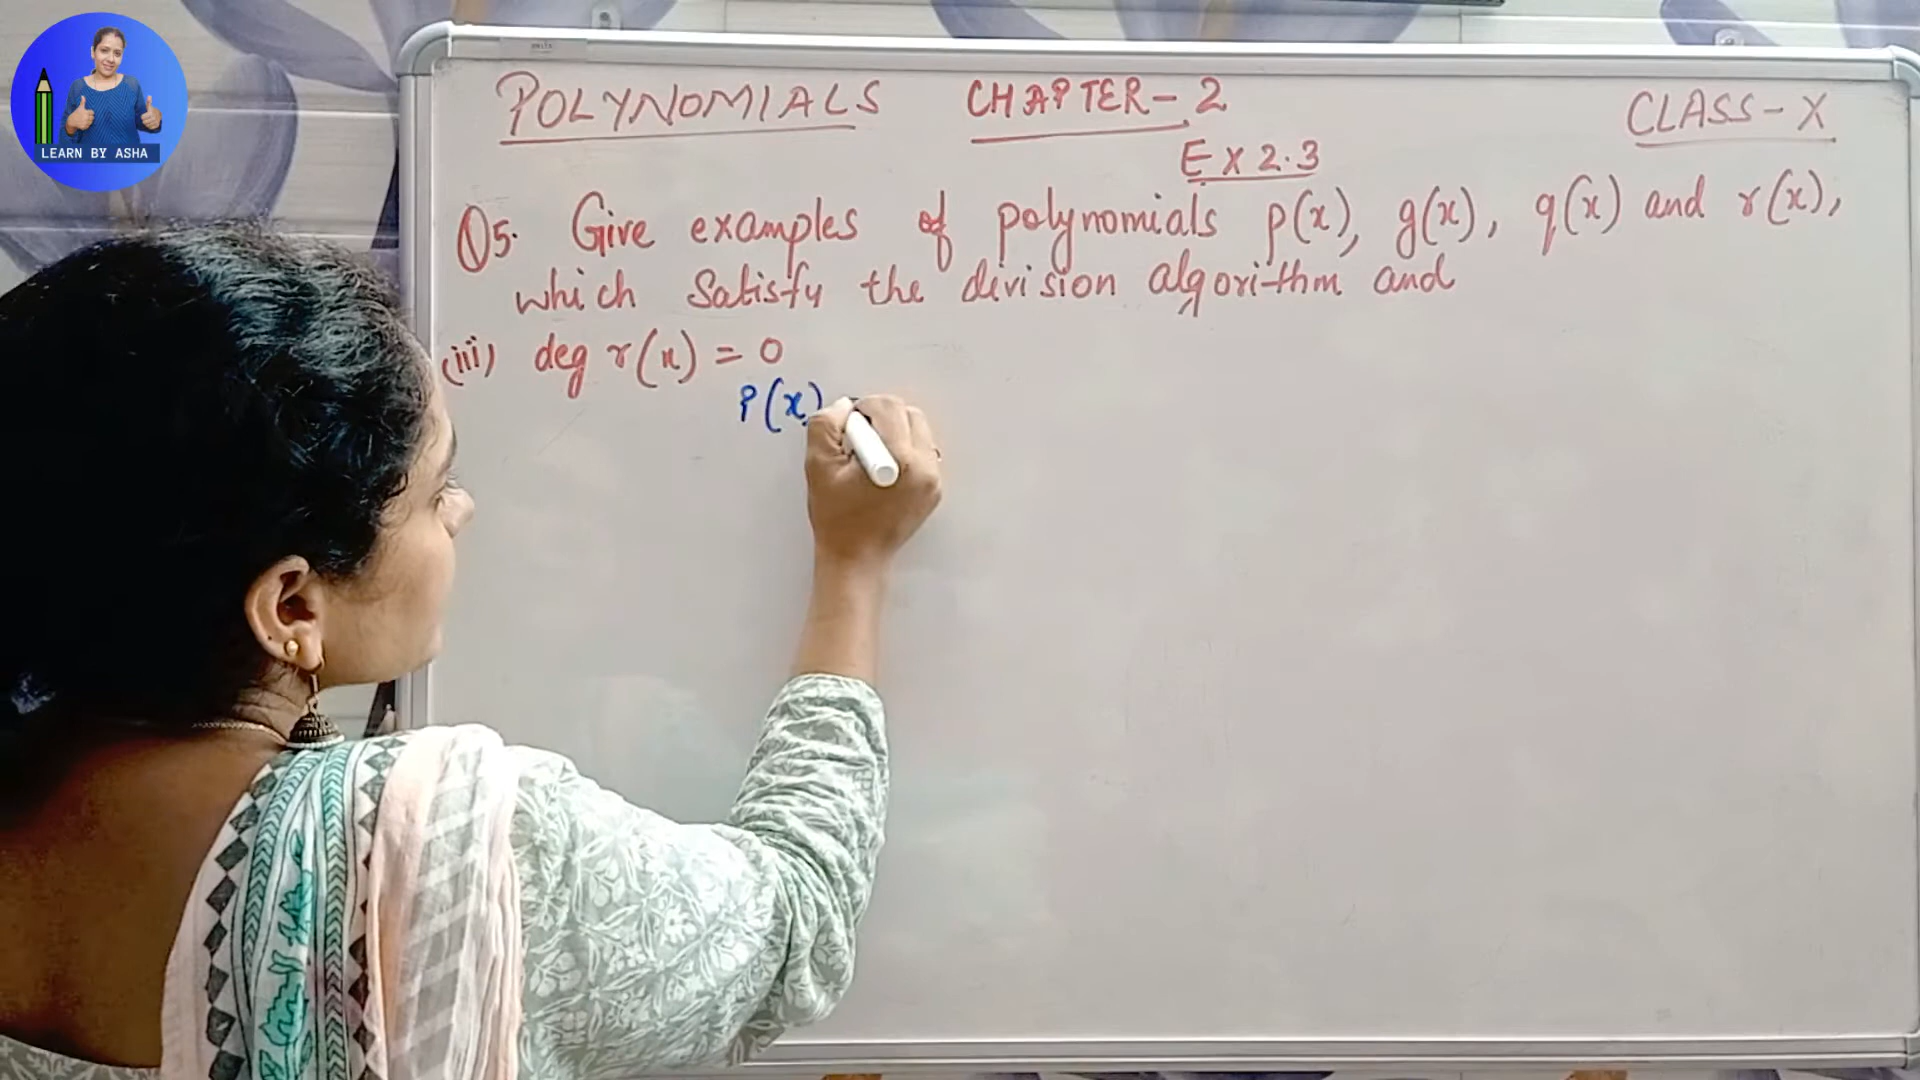 LEARN BY ASHA
POLYNOMIALS CHAPTER-2 CLASS-X
EX 2.3
Q5. Give examples of polynomials p(x), g(x), q(x) and r(x),
which satisfy the division algorithm and
(iii) deg r(x) = 0
P(x) =